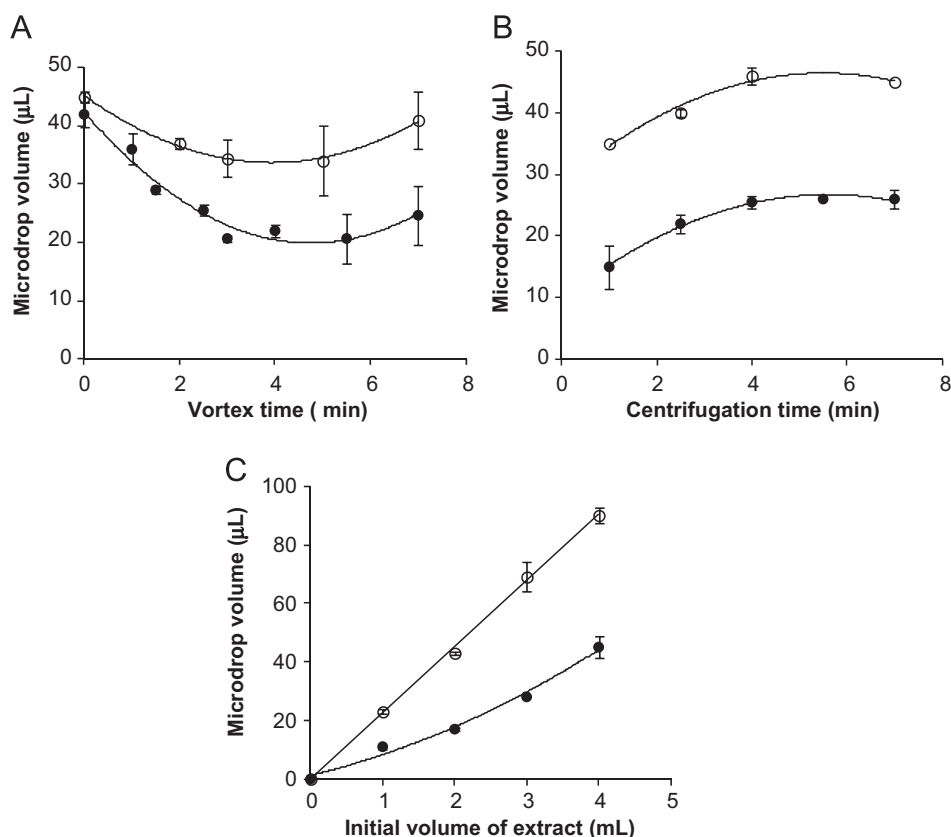 A
Microdrop volume (µL)
50
40
30
20
10
0
0 2 4 6 8
Vortex time ( min)
B
Microdrop volume (µL)
50
40
30
20
10
0
0 2 4 6 8
Centrifugation time (min)
C
Microdrop volume (µL)
100
80
60
40
20
0
0 1 2 3 4 5
Initial volume of extract (mL)